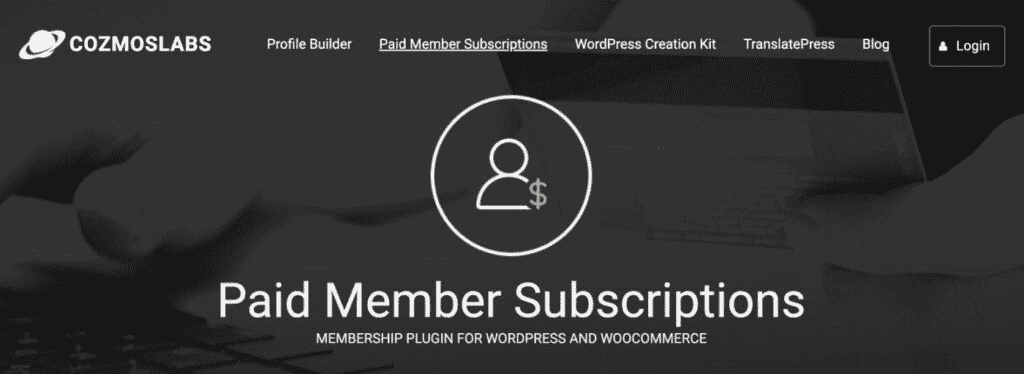 COZMOSLABS Profile Builder Paid Member Subscriptions WordPress Creation Kit TranslatePress Blog Login
$
Paid Member Subscriptions
MEMBERSHIP PLUGIN FOR WORDPRESS AND WOOCOMMERCE